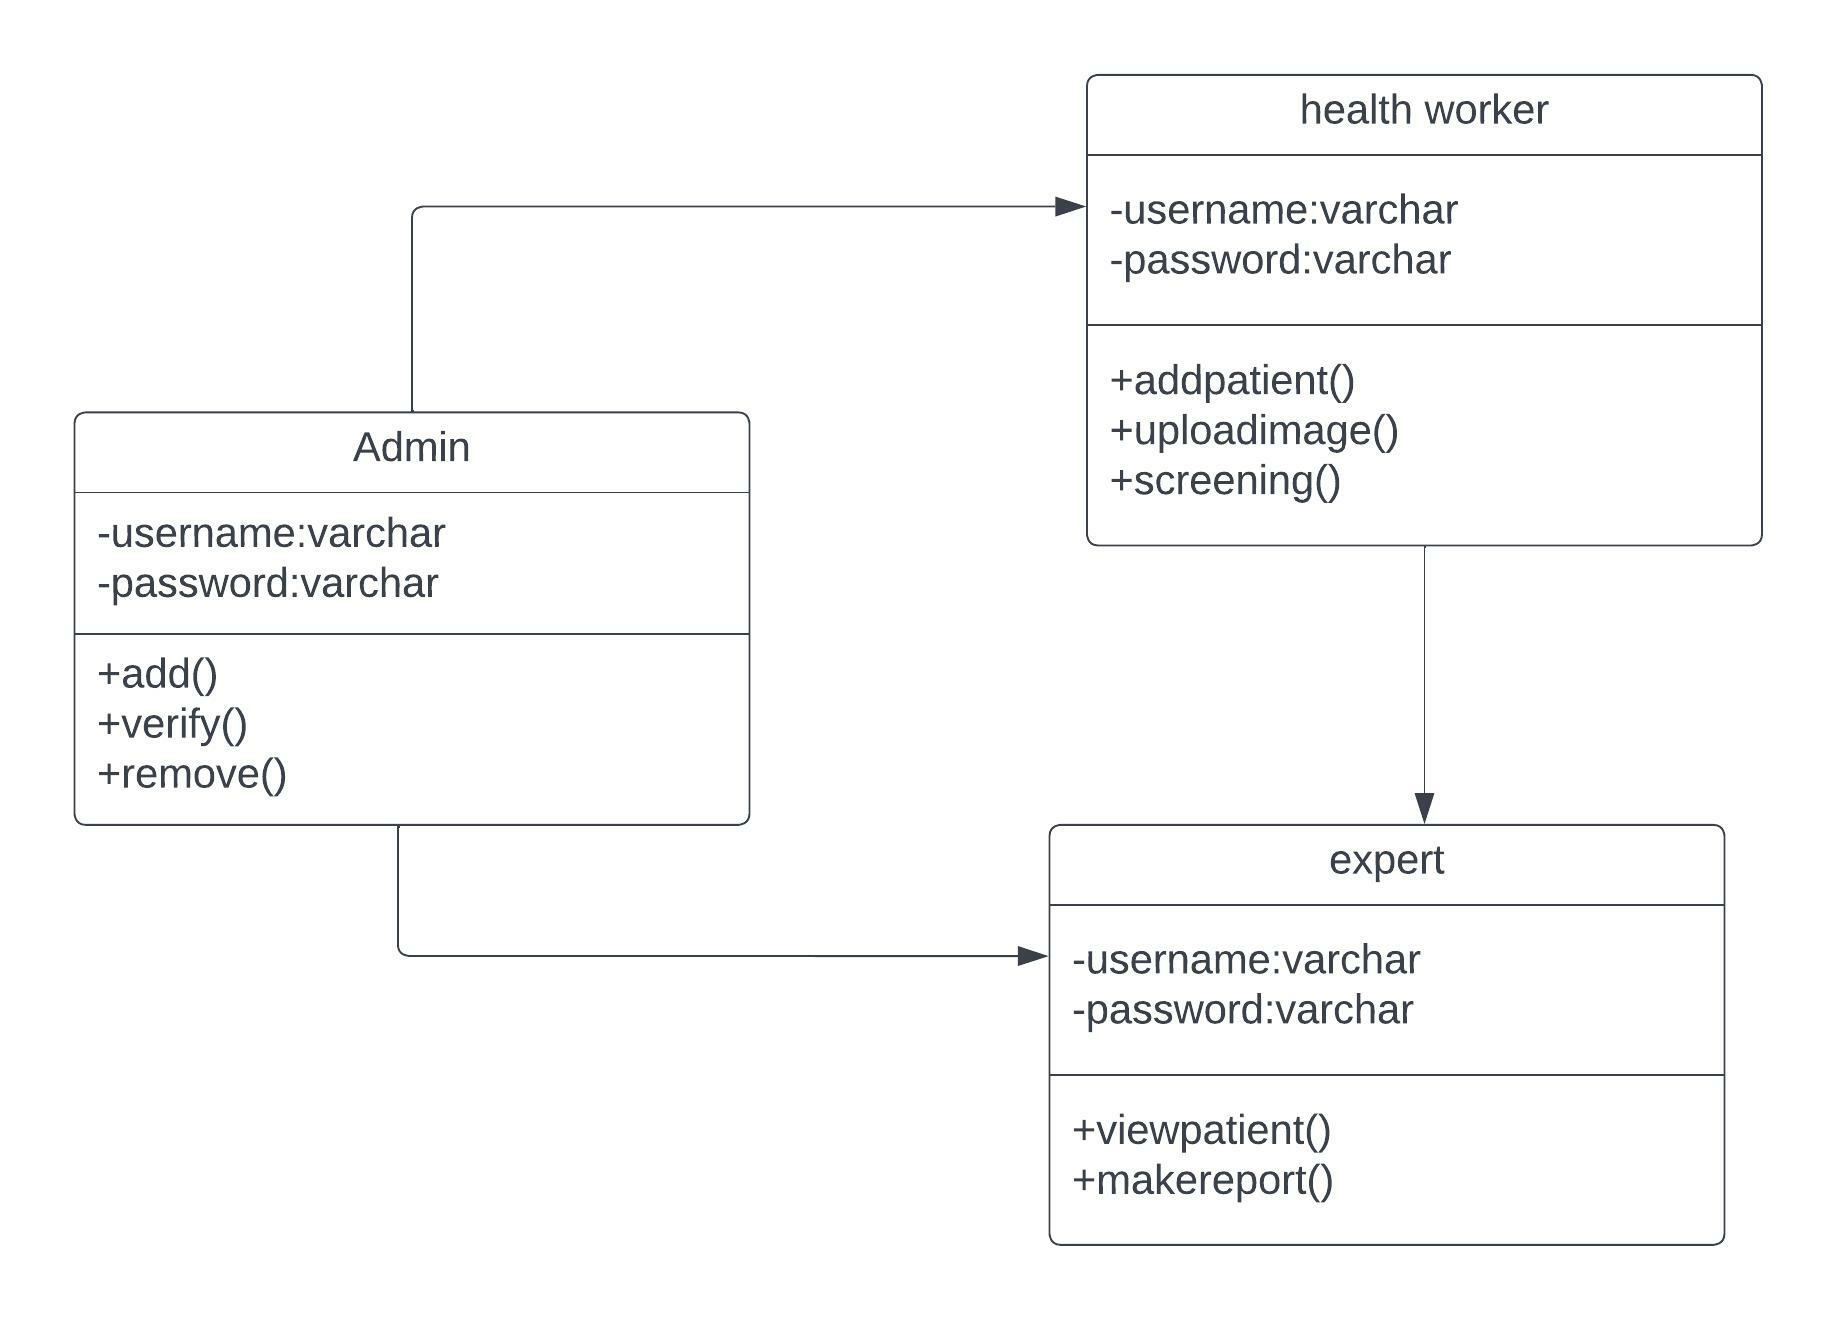 health worker
-username:varchar
-password:varchar
+addpatient()
+uploadimage()
+screening()
Admin
-username:varchar
-password:varchar
+add()
+verify()
+remove()
expert
-username:varchar
-password:varchar
+viewpatient()
+makereport()